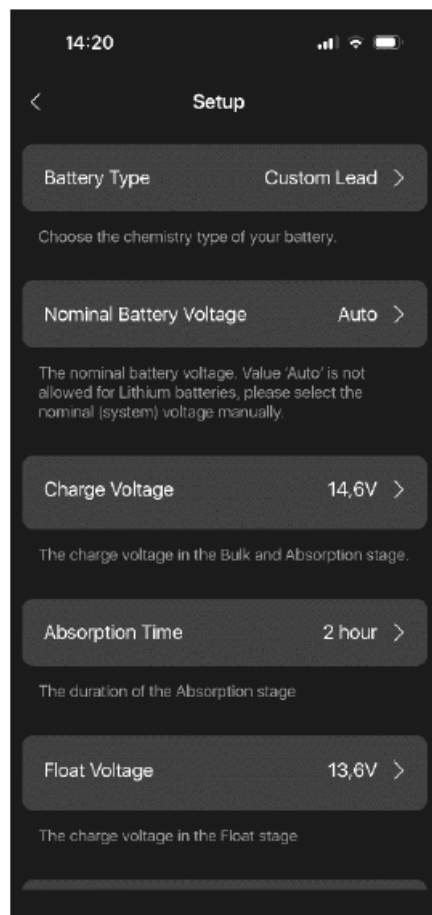 14:20
Setup
Battery Type Custom Lead
Choose the chemistry type of your battery.
Nominal Battery Voltage Auto
The nominal battery voltage. Value 'Auto' is not
allowed for Lithium batteries, please select the
nominal (system) voltage manually.
Charge Voltage 14,6V
The charge voltage in the Bulk and Absorption stage.
Absorption Time 2 hour
The duration of the Absorption stage
Float Voltage 13,6V
The charge voltage in the Float stage